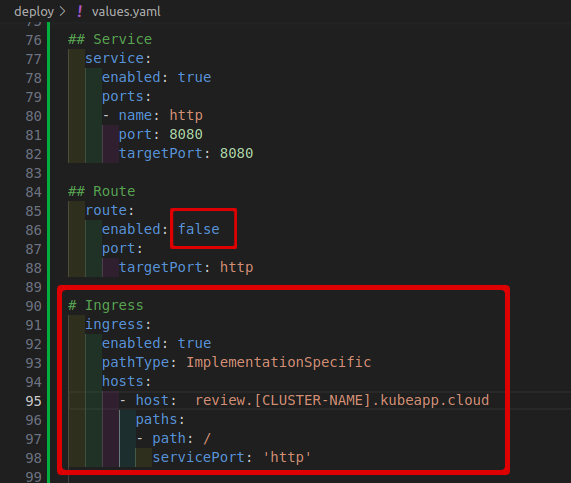 deploy > ! values.yaml
75
76 ## Service
77 service:
78 enabled: true
79 ports:
80 - name: http
81 port: 8080
82 targetPort: 8080
83
84 ## Route
85 route:
86 enabled: false
87 port:
88 targetPort: http
89
90 # Ingress
91 ingress:
92 enabled: true
93 pathType: ImplementationSpecific
94 hosts:
95 - host:  review.[CLUSTER-NAME].kubeapp.cloud
96 paths:
97 - path: /
98 servicePort: 'http'
99